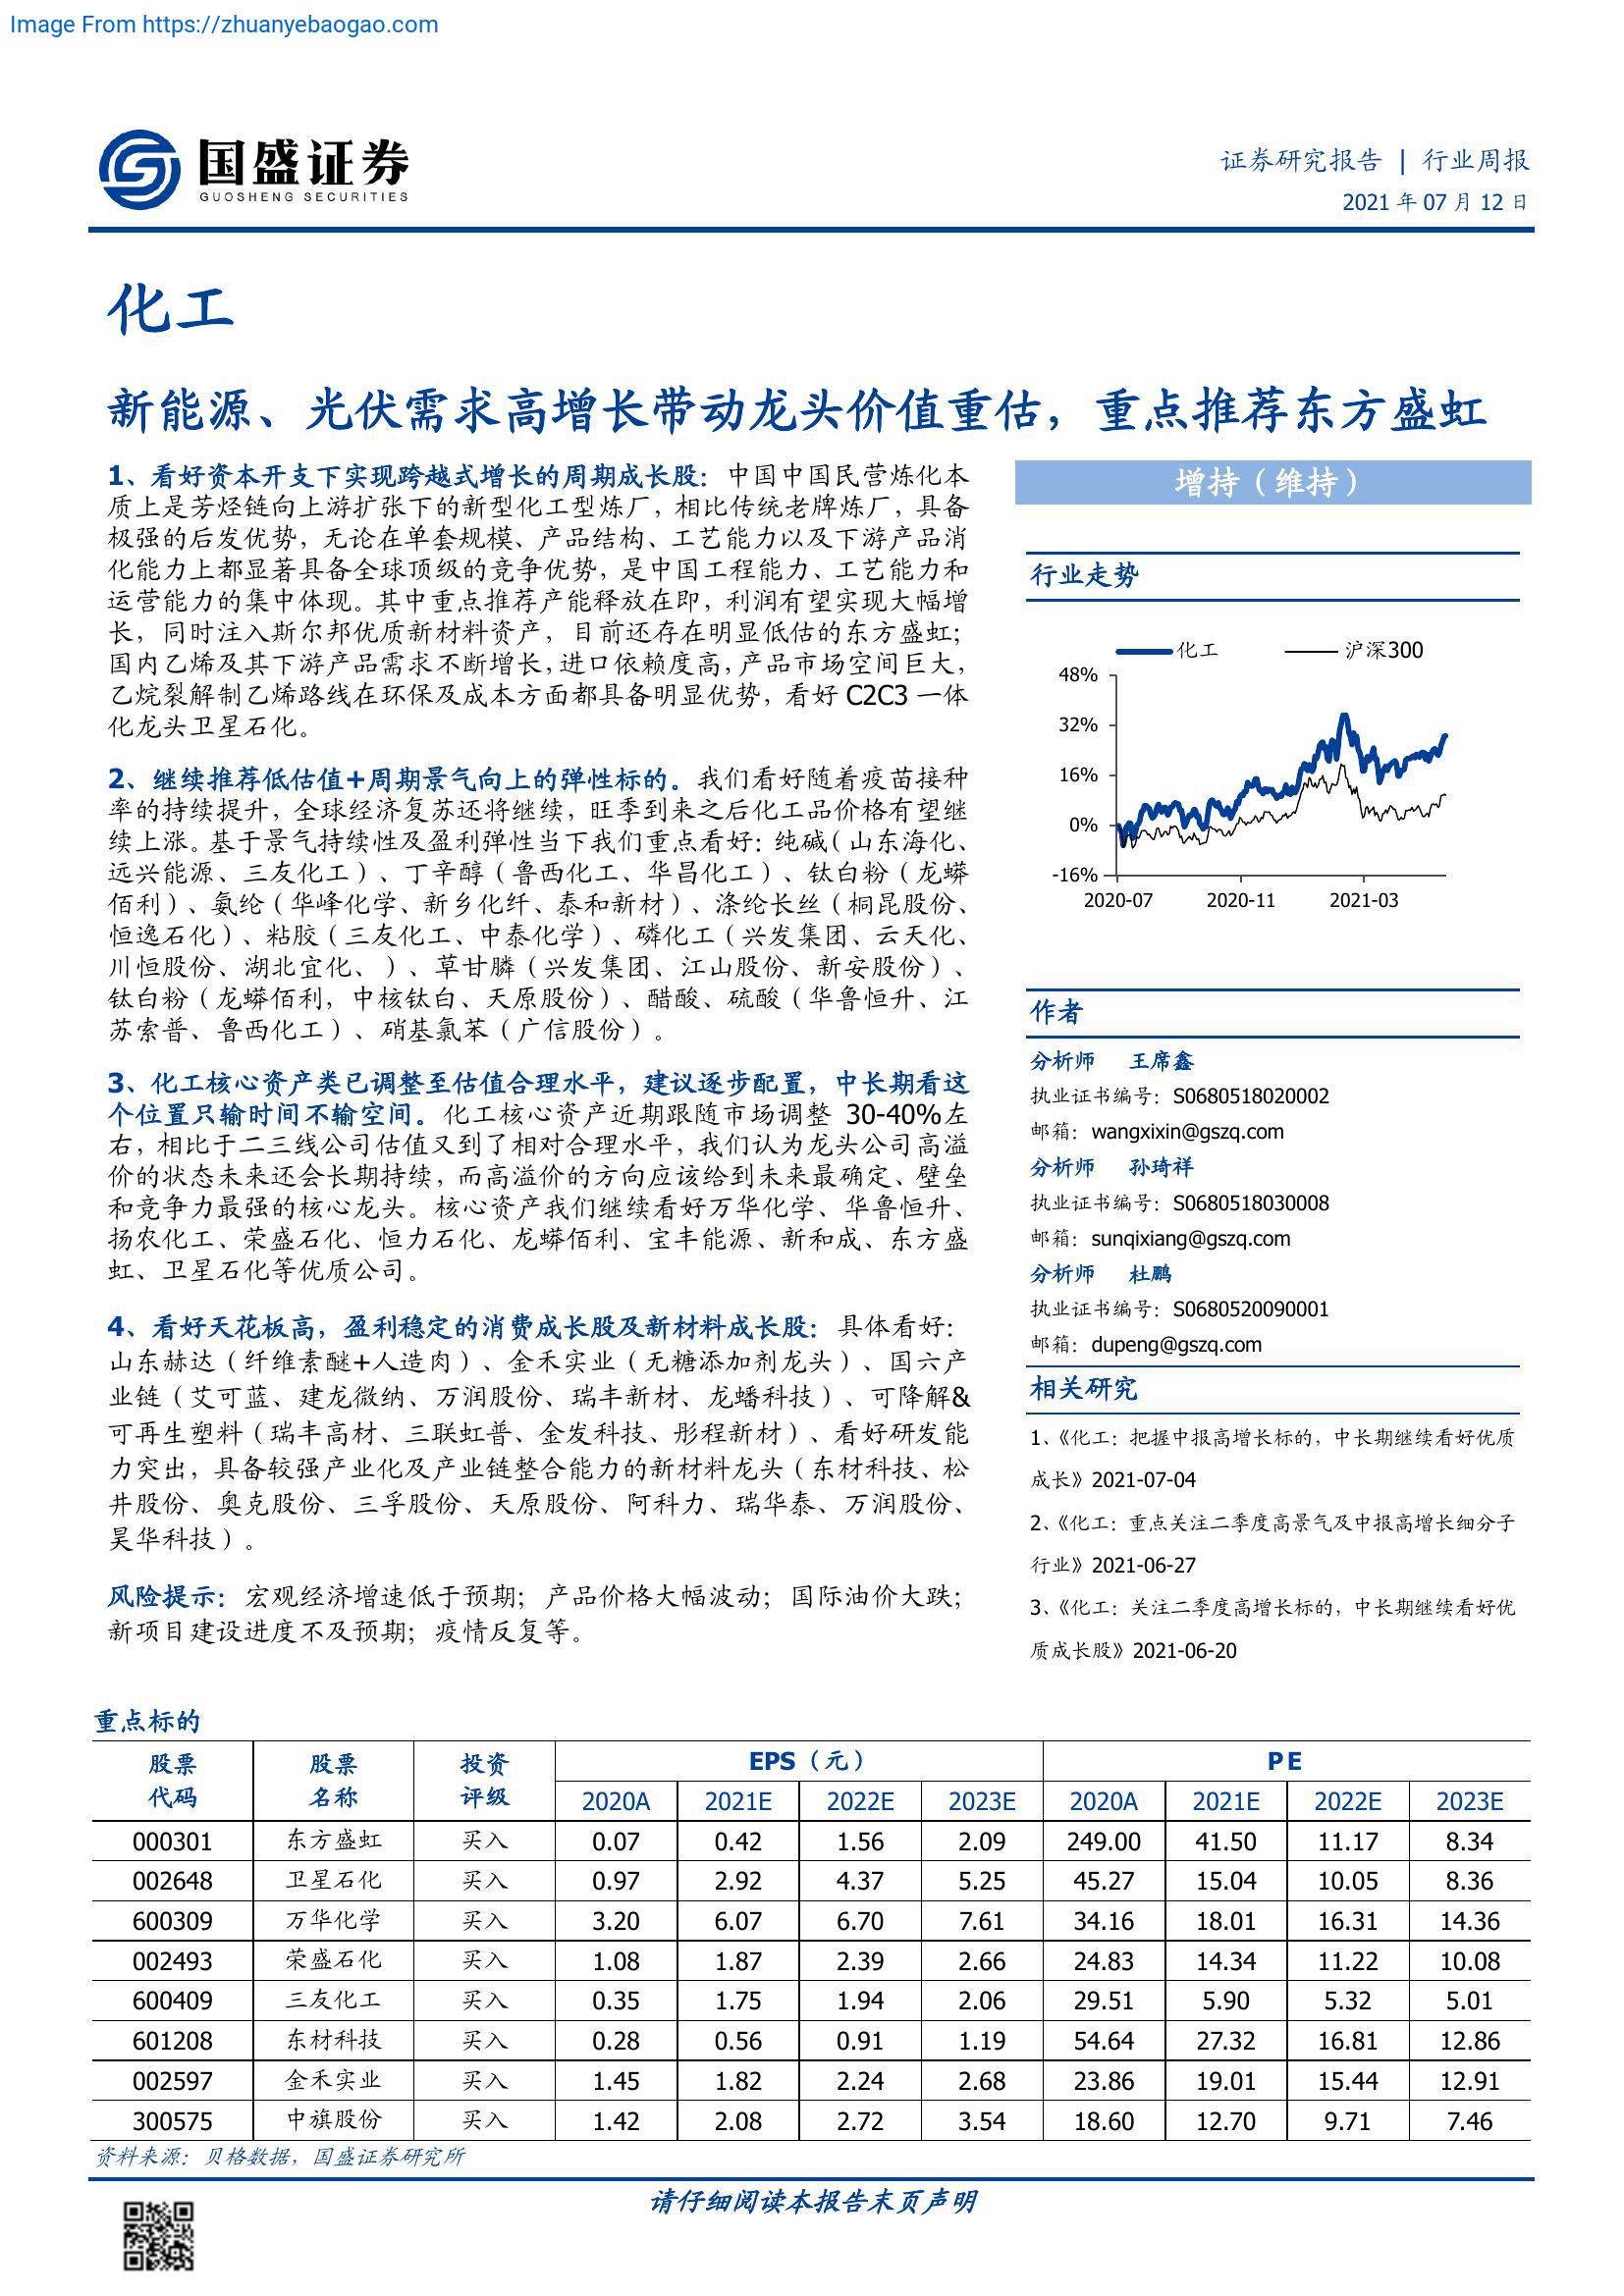 Image From https://zhuanyebaogao.com
国盛证券
GUOSHENG SECURITIES
证券研究报告 | 行业周报
2021 年 07 月 12 日
化工
新能源、光伏需求高增长带动龙头价值重估，重点推荐东方盛虹
1、看好资本开支下实现跨越式增长的周期成长股：中国中国民营炼化本
质上是芳烃链向上游扩张下的新型化工型炼厂，相比传统老牌炼厂，具备
极强的后发优势，无论在单套规模、产品结构、工艺能力以及下游产品消
化能力上都显著具备全球顶级的竞争优势，是中国工程能力、工艺能力和
运营能力的集中体现。其中重点推荐产能释放在即，利润有望实现大幅增
长，同时注入斯尔邦优质新材料资产，目前还存在明显低估的东方盛虹；
国内乙烯及其下游产品需求不断增长，进口依赖度高，产品市场空间巨大，
乙烷裂解制乙烯路线在环保及成本方面都具备明显优势，看好 C2C3 一体
化龙头卫星石化。
2、继续推荐低估值+周期景气向上的弹性标的。我们看好随着疫苗接种
率的持续提升，全球经济复苏还将继续，旺季到来之后化工品价格有望继
续上涨。基于景气持续性及盈利弹性当下我们重点看好：纯碱（山东海化、
远兴能源、三友化工）、丁辛醇（鲁西化工、华昌化工）、钛白粉（龙蟒
佰利）、氨纶（华峰化学、新乡化纤、泰和新材）、涤纶长丝（桐昆股份、
恒逸石化）、粘胶（三友化工、中泰化学）、磷化工（兴发集团、云天化、
川恒股份、湖北宜化、）、草甘膦（兴发集团、江山股份、新安股份）、
钛白粉（龙蟒佰利，中核钛白、天原股份）、醋酸、硫酸（华鲁恒升、江
苏索普、鲁西化工）、硝基氯苯（广信股份）。
3、化工核心资产类已调整至估值合理水平，建议逐步配置，中长期看这
个位置只输时间不输空间。化工核心资产近期跟随市场调整 30-40%左
右，相比于二三线公司估值又到了相对合理水平，我们认为龙头公司高溢
价的状态未来还会长期持续，而高溢价的方向应该给到未来最确定、壁垒
和竞争力最强的核心龙头。核心资产我们继续看好万华化学、华鲁恒升、
扬农化工、荣盛石化、恒力石化、龙蟒佰利、宝丰能源、新和成、东方盛
虹、卫星石化等优质公司。
4、看好天花板高，盈利稳定的消费成长股及新材料成长股：具体看好：
山东赫达（纤维素醚+人造肉）、金禾实业（无糖添加剂龙头）、国六产
业链（艾可蓝、建龙微纳、万润股份、瑞丰新材、龙蟠科技）、可降解&
可再生塑料（瑞丰高材、三联虹普、金发科技、彤程新材）、看好研发能
力突出，具备较强产业化及产业链整合能力的新材料龙头（东材科技、松
井股份、奥克股份、三孚股份、天原股份、阿科力、瑞华泰、万润股份、
昊华科技）。
风险提示：宏观经济增速低于预期；产品价格大幅波动；国际油价大跌；
新项目建设进度不及预期；疫情反复等。
增持（维持）
行业走势
化工 沪深300
48%
32%
16%
0%
-16%
2020-07 2020-11 2021-03
作者
分析师 王席鑫
执业证书编号：S0680518020002
邮箱：wangxixin@gszq.com
分析师 孙琦祥
执业证书编号：S0680518030008
邮箱：sunqixiang@gszq.com
分析师 杜鹏
执业证书编号：S0680520090001
邮箱：dupeng@gszq.com
相关研究
1、《化工：把握中报高增长标的，中长期继续看好优质
成长》2021-07-04
2、《化工：重点关注二季度高景气及中报高增长细分子
行业》2021-06-27
3、《化工：关注二季度高增长标的，中长期继续看好优
质成长股》2021-06-20
重点标的
股票 股票 投资 EPS（元） PE
代码 名称 评级 2020A 2021E 2022E 2023E 2020A 2021E 2022E 2023E
000301 东方盛虹 买入 0.07 0.42 1.56 2.09 249.00 41.50 11.17 8.34
002648 卫星石化 买入 0.97 2.92 4.37 5.25 45.27 15.04 10.05 8.36
600309 万华化学 买入 3.20 6.07 6.70 7.61 34.16 18.01 16.31 14.36
002493 荣盛石化 买入 1.08 1.87 2.39 2.66 24.83 14.34 11.22 10.08
600409 三友化工 买入 0.35 1.75 1.94 2.06 29.51 5.90 5.32 5.01
601208 东材科技 买入 0.28 0.56 0.91 1.19 54.64 27.32 16.81 12.86
002597 金禾实业 买入 1.45 1.82 2.24 2.68 23.86 19.01 15.44 12.91
300575 中旗股份 买入 1.42 2.08 2.72 3.54 18.60 12.70 9.71 7.46
资料来源：贝格数据，国盛证券研究所
请仔细阅读本报告末页声明